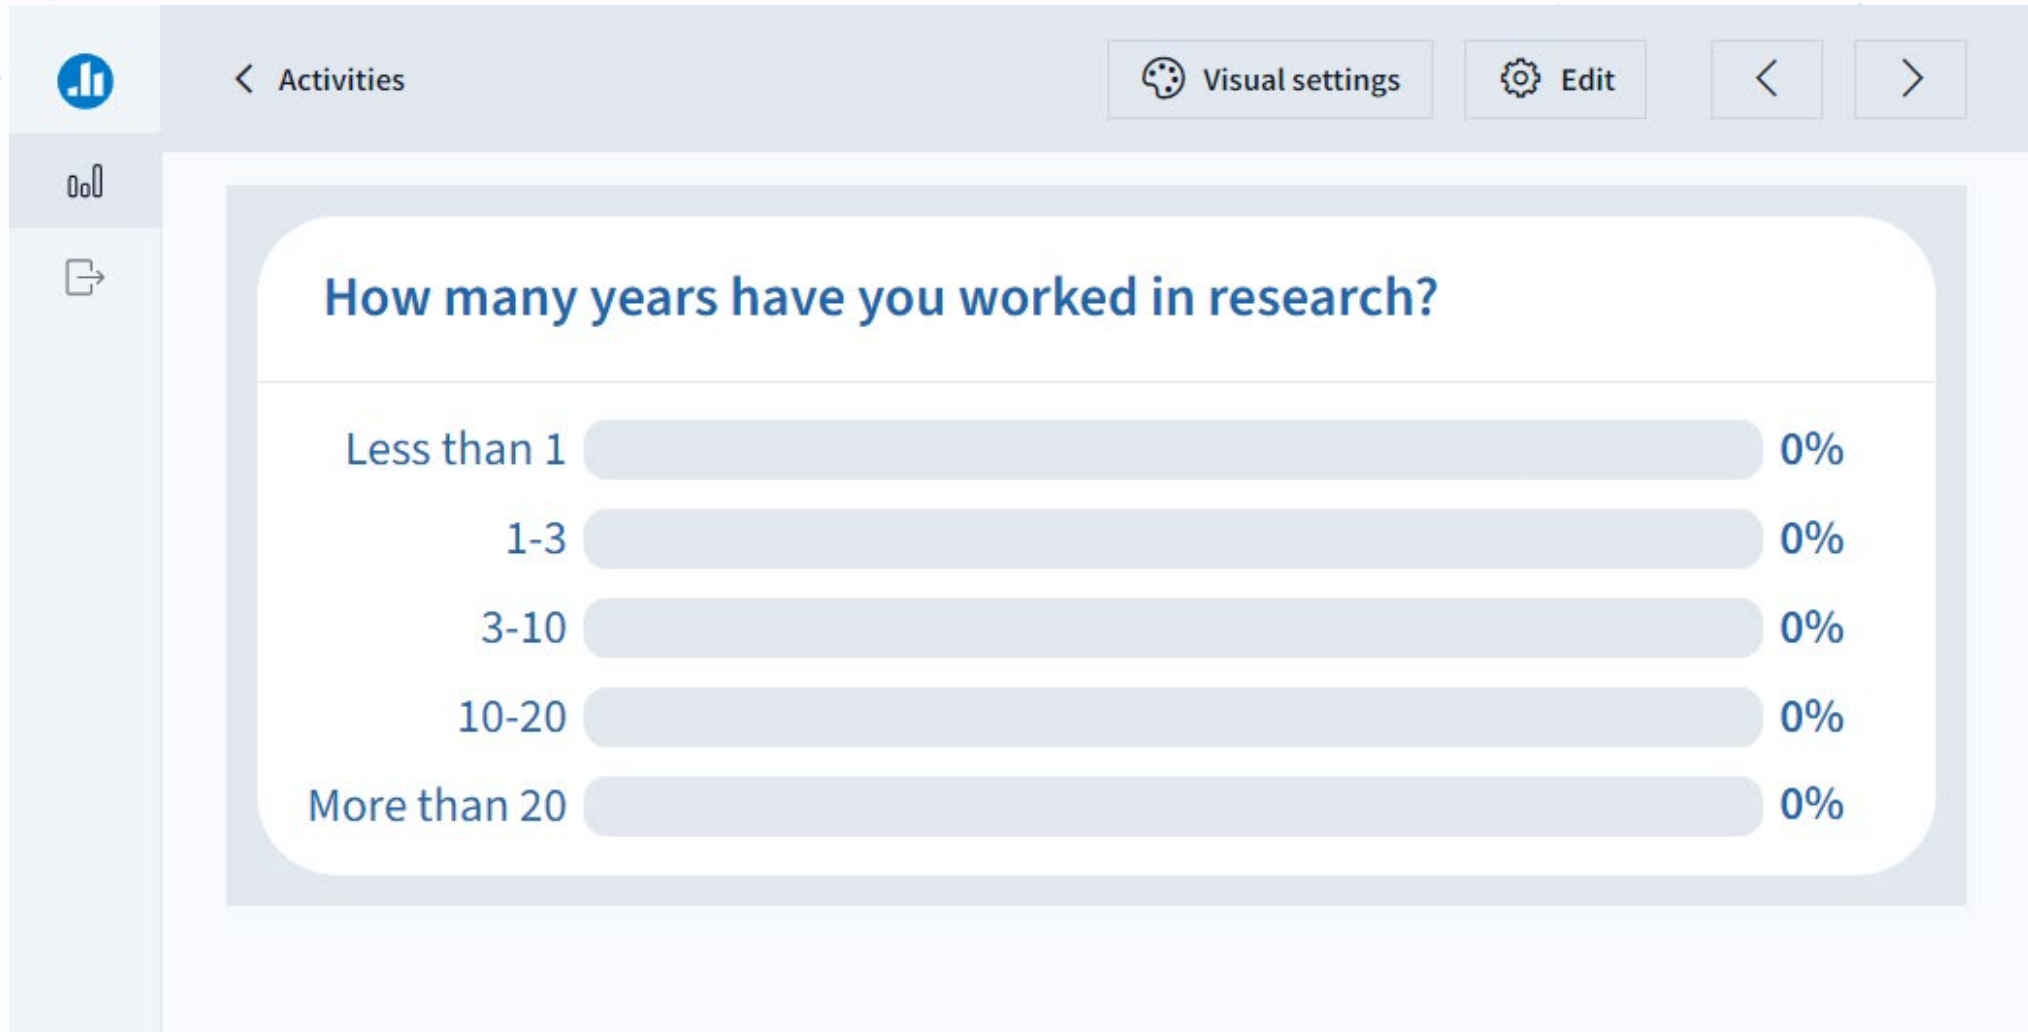 Activities
Visual settings
Edit
How many years have you worked in research?
Less than 1 0%
1-3 0%
3-10 0%
10-20 0%
More than 20 0%